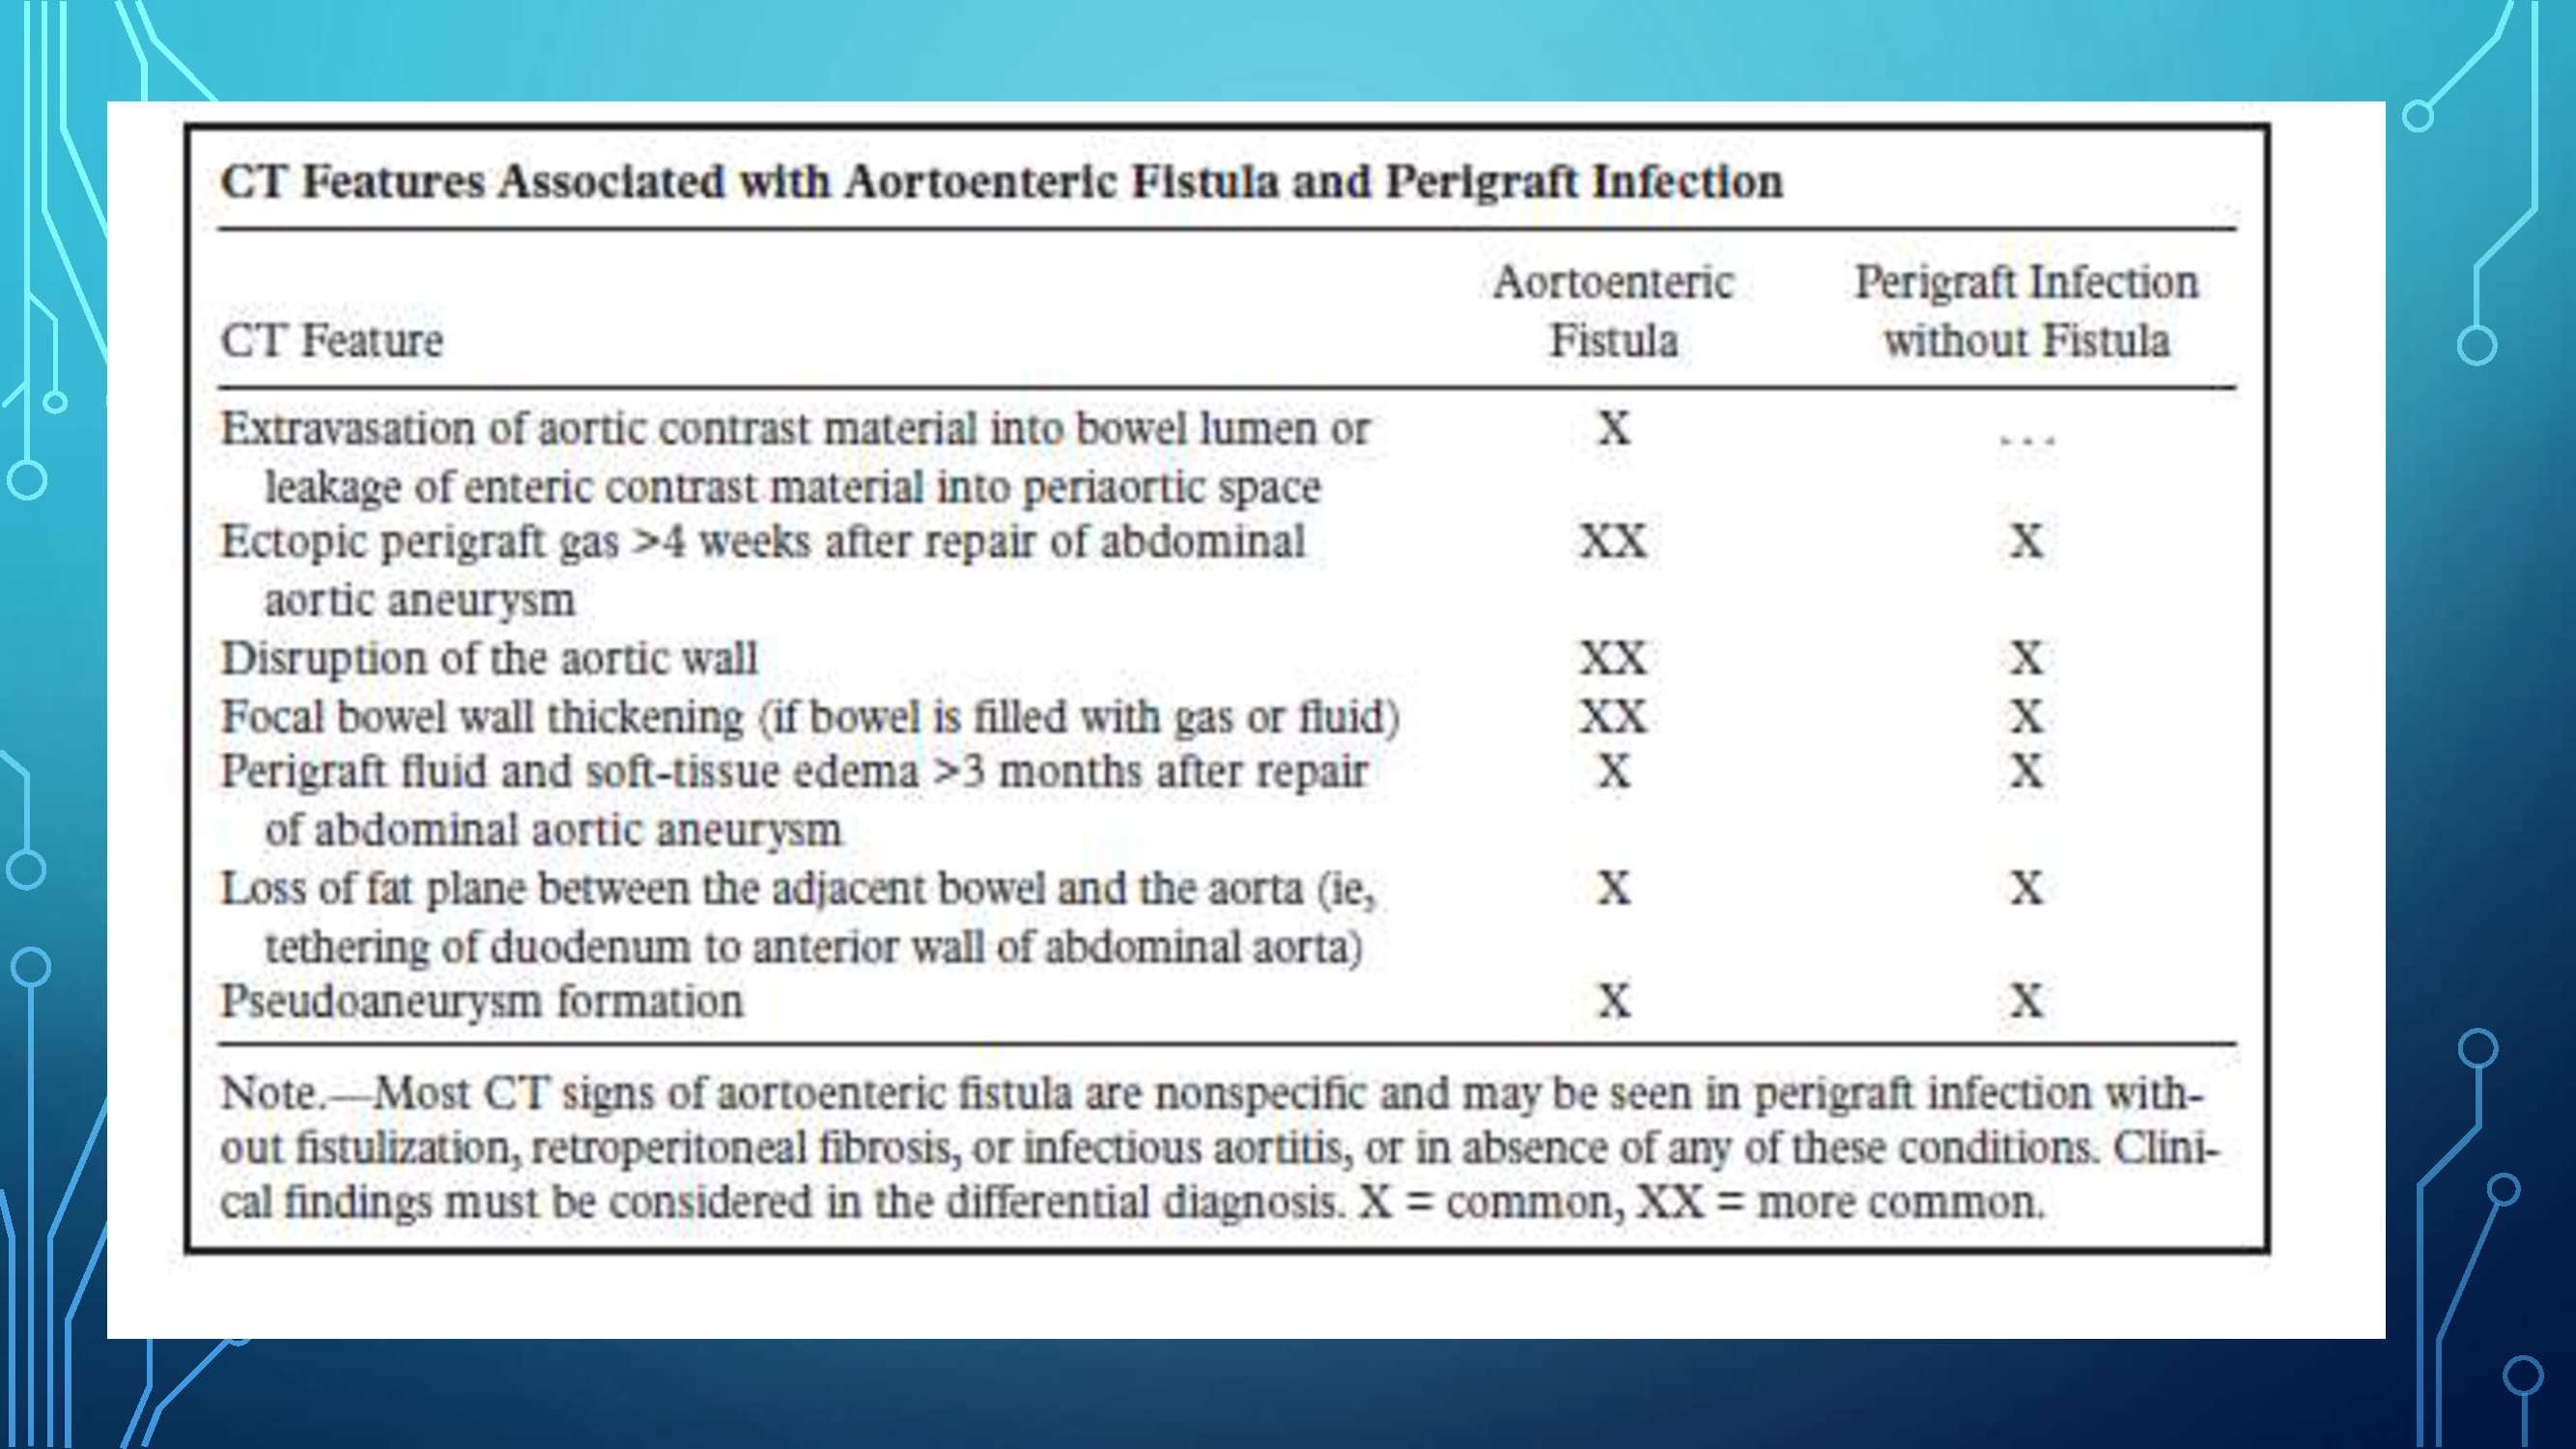 CT Features Associated with Aortoenteric Fistula and Perigraft Infection
CT Feature
Aortoenteric
Fistula
Perigraft Infection
without Fistula
Extravasation of aortic contrast material into bowel lumen or X ...
leakage of enteric contrast material into periaortic space
Ectopic perigraft gas >4 weeks after repair of abdominal XX X
aortic aneurysm
Disruption of the aortic wall XX X
Focal bowel wall thickening (if bowel is filled with gas or fluid) XX X
Perigraft fluid and soft-tissue edema >3 months after repair X X
of abdominal aortic aneurysm
Loss of fat plane between the adjacent bowel and the aorta (ie, X X
tethering of duodenum to anterior wall of abdominal aorta)
Pseudoaneurysm formation X X
Note.—Most CT signs of aortoenteric fistula are nonspecific and may be seen in perigraft infection with-
out fistulization, retroperitoneal fibrosis, or infectious aortitis, or in absence of any of these conditions. Clini-
cal findings must be considered in the differential diagnosis. X = common, XX = more common.